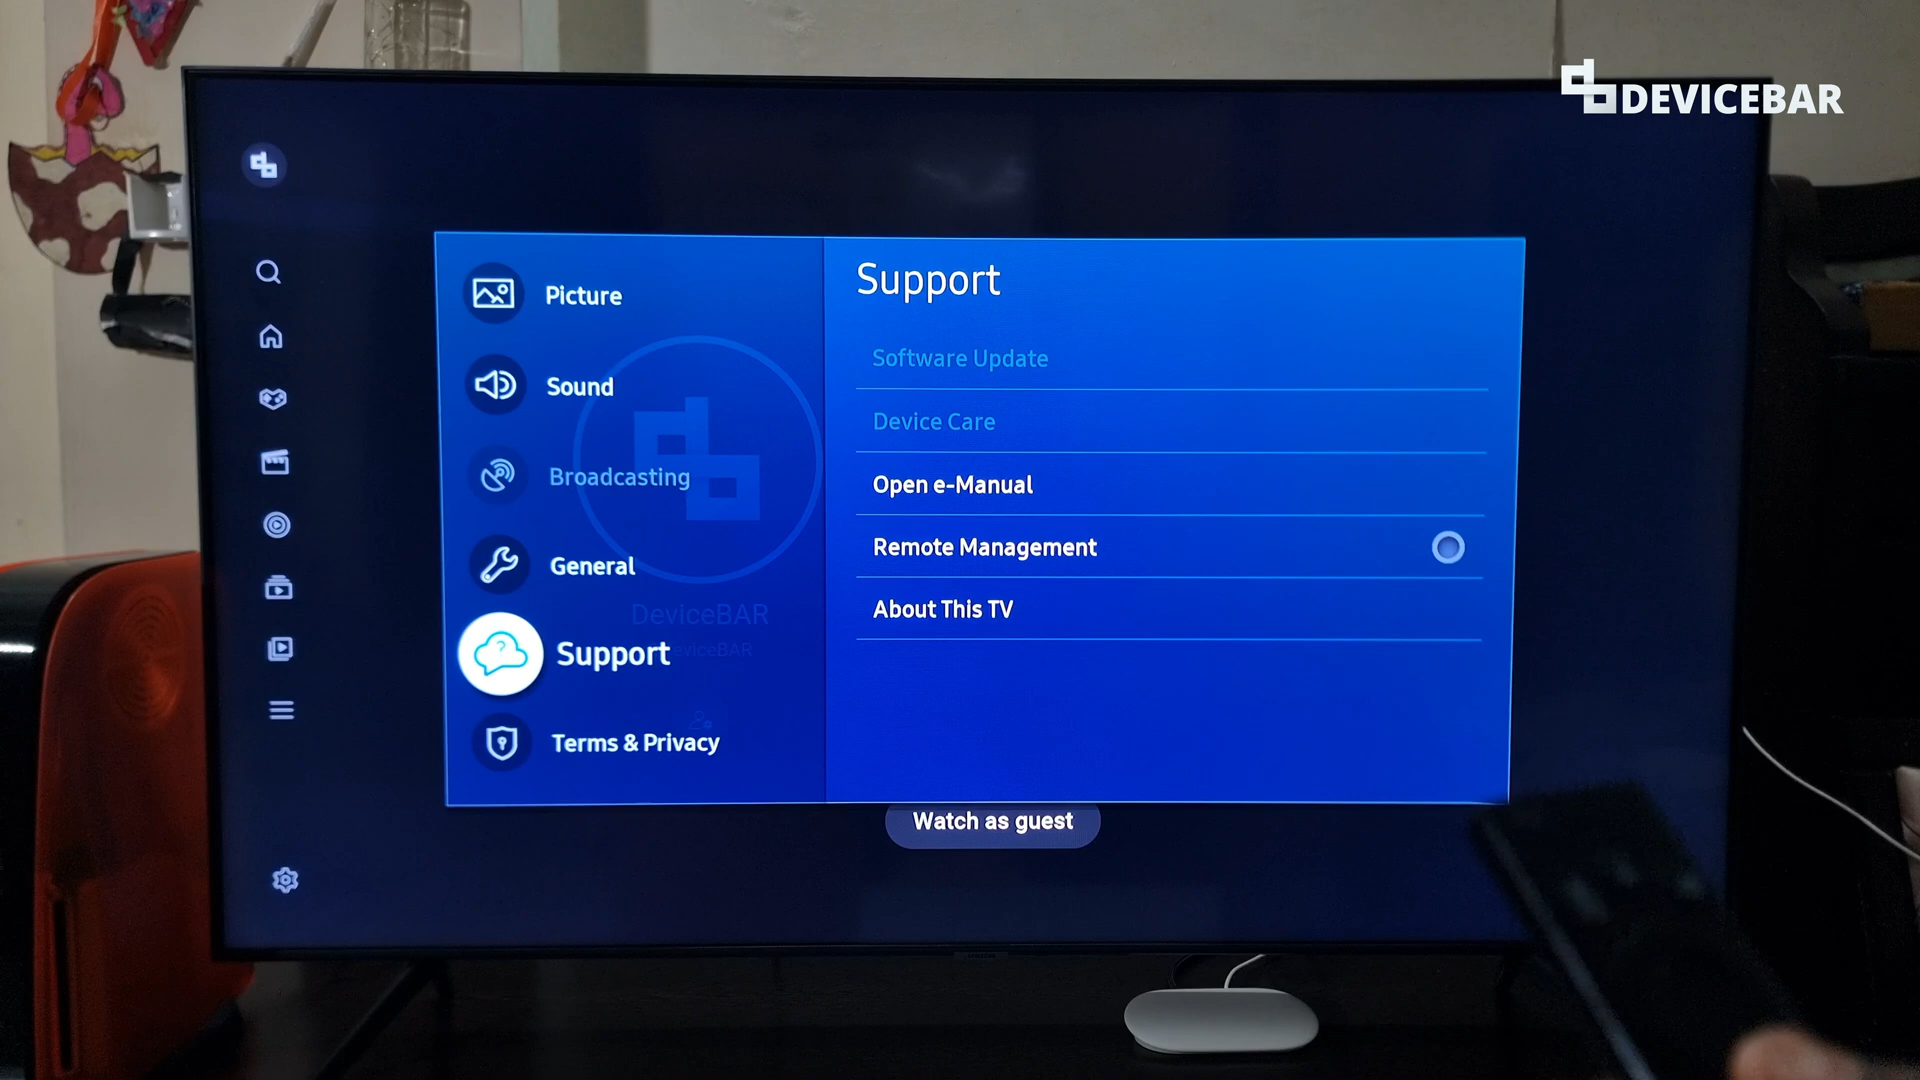 DEVICEBAR
Picture
Sound
Broadcasting
General
DeviceBAR
Support
Terms & Privacy
Support
Software Update
Device Care
Open e-Manual
Remote Management
About This TV
Watch as guest